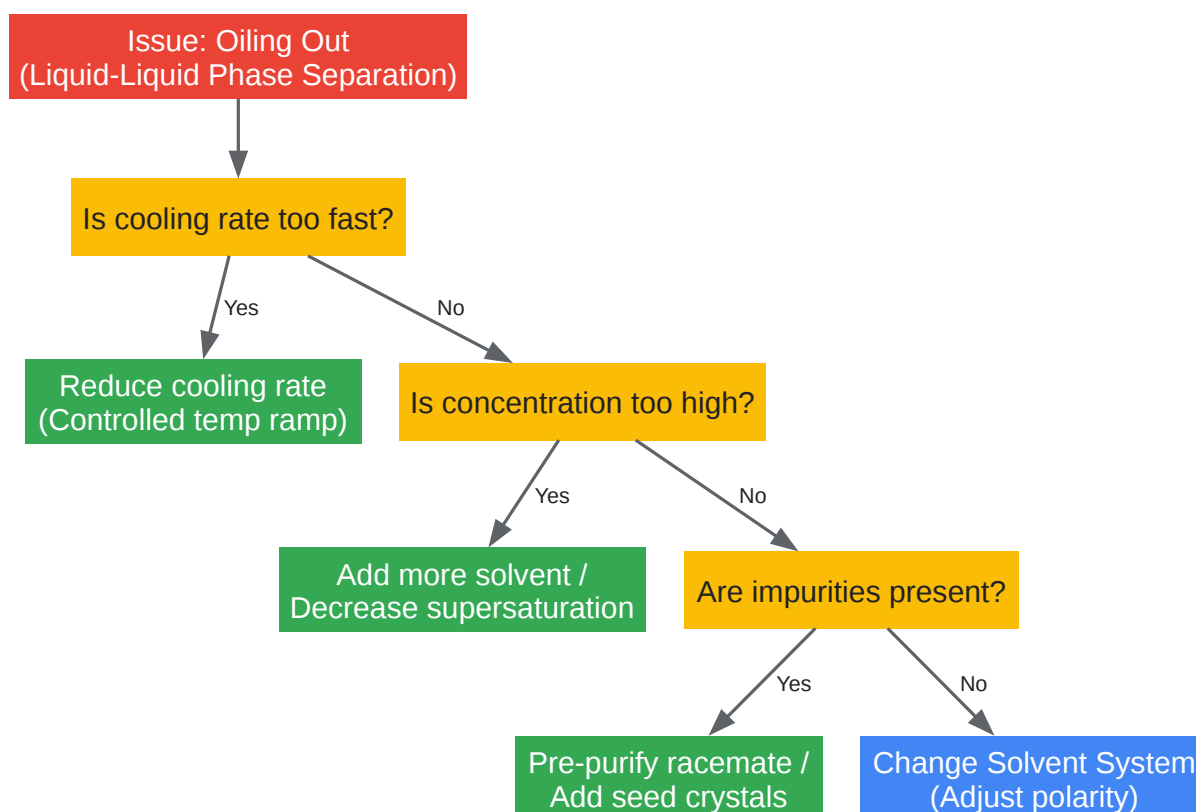 Issue: Oiling Out
(Liquid-Liquid Phase Separation)
Is cooling rate too fast?
Yes
No
Reduce cooling rate
(Controlled temp ramp)
Is concentration too high?
Yes
No
Add more solvent /
Decrease supersaturation
Are impurities present?
Yes
No
Pre-purify racemate /
Add seed crystals
Change Solvent System
(Adjust polarity)